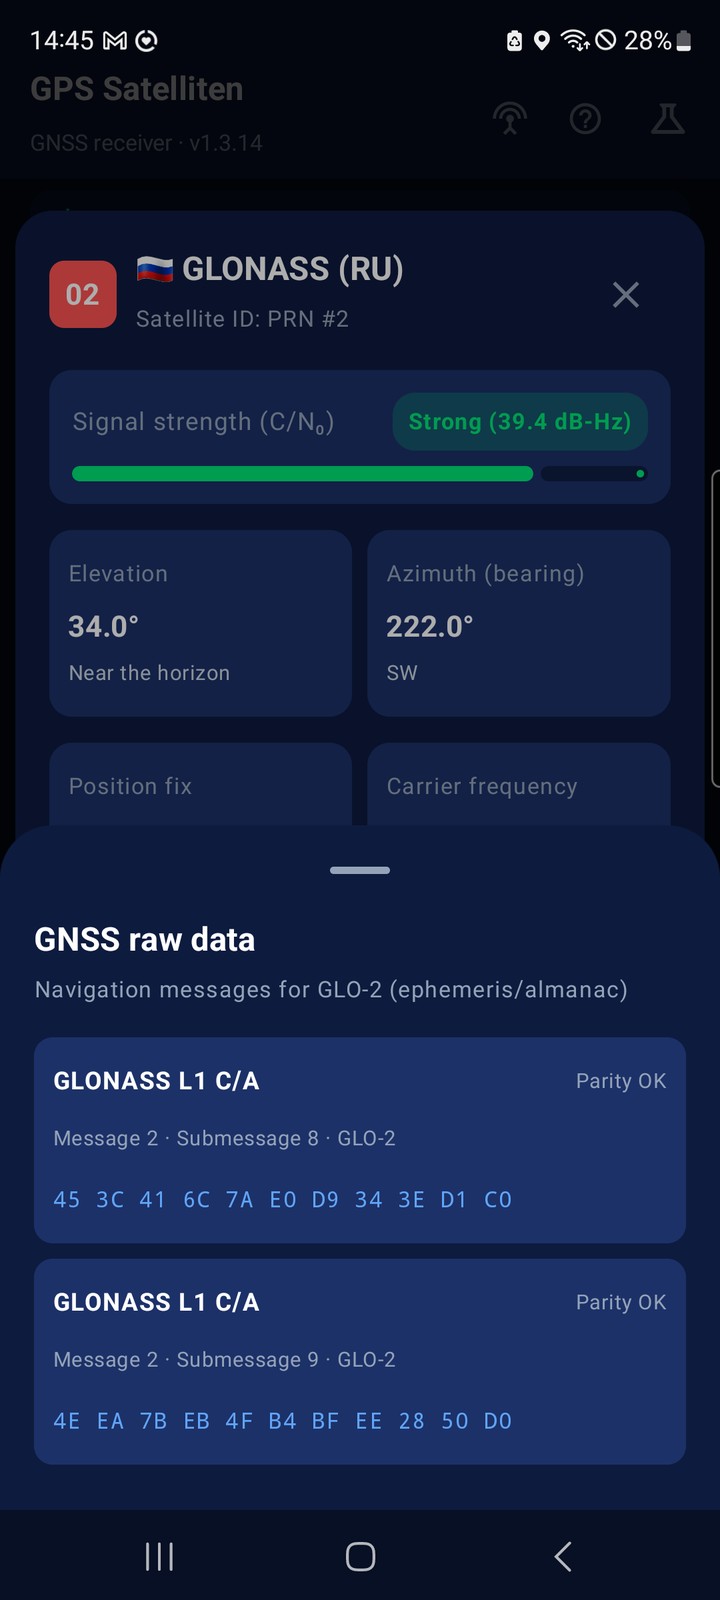 14:45 28%
GPS Satelliten
GNSS receiver · v1.3.14
02
GLONASS (RU)
Satellite ID: PRN #2
Signal strength (C/N₀)
Strong (39.4 dB-Hz)
Elevation
34.0°
Near the horizon
Azimuth (bearing)
222.0°
SW
Position fix
Carrier frequency
GNSS raw data
Navigation messages for GLO-2 (ephemeris/almanac)
GLONASS L1 C/A
Parity OK
Message 2 · Submessage 8 · GLO-2
45 3C 41 6C 7A E0 D9 34 3E D1 C0
GLONASS L1 C/A
Parity OK
Message 2 · Submessage 9 · GLO-2
4E EA 7B EB 4F B4 BF EE 28 50 D0